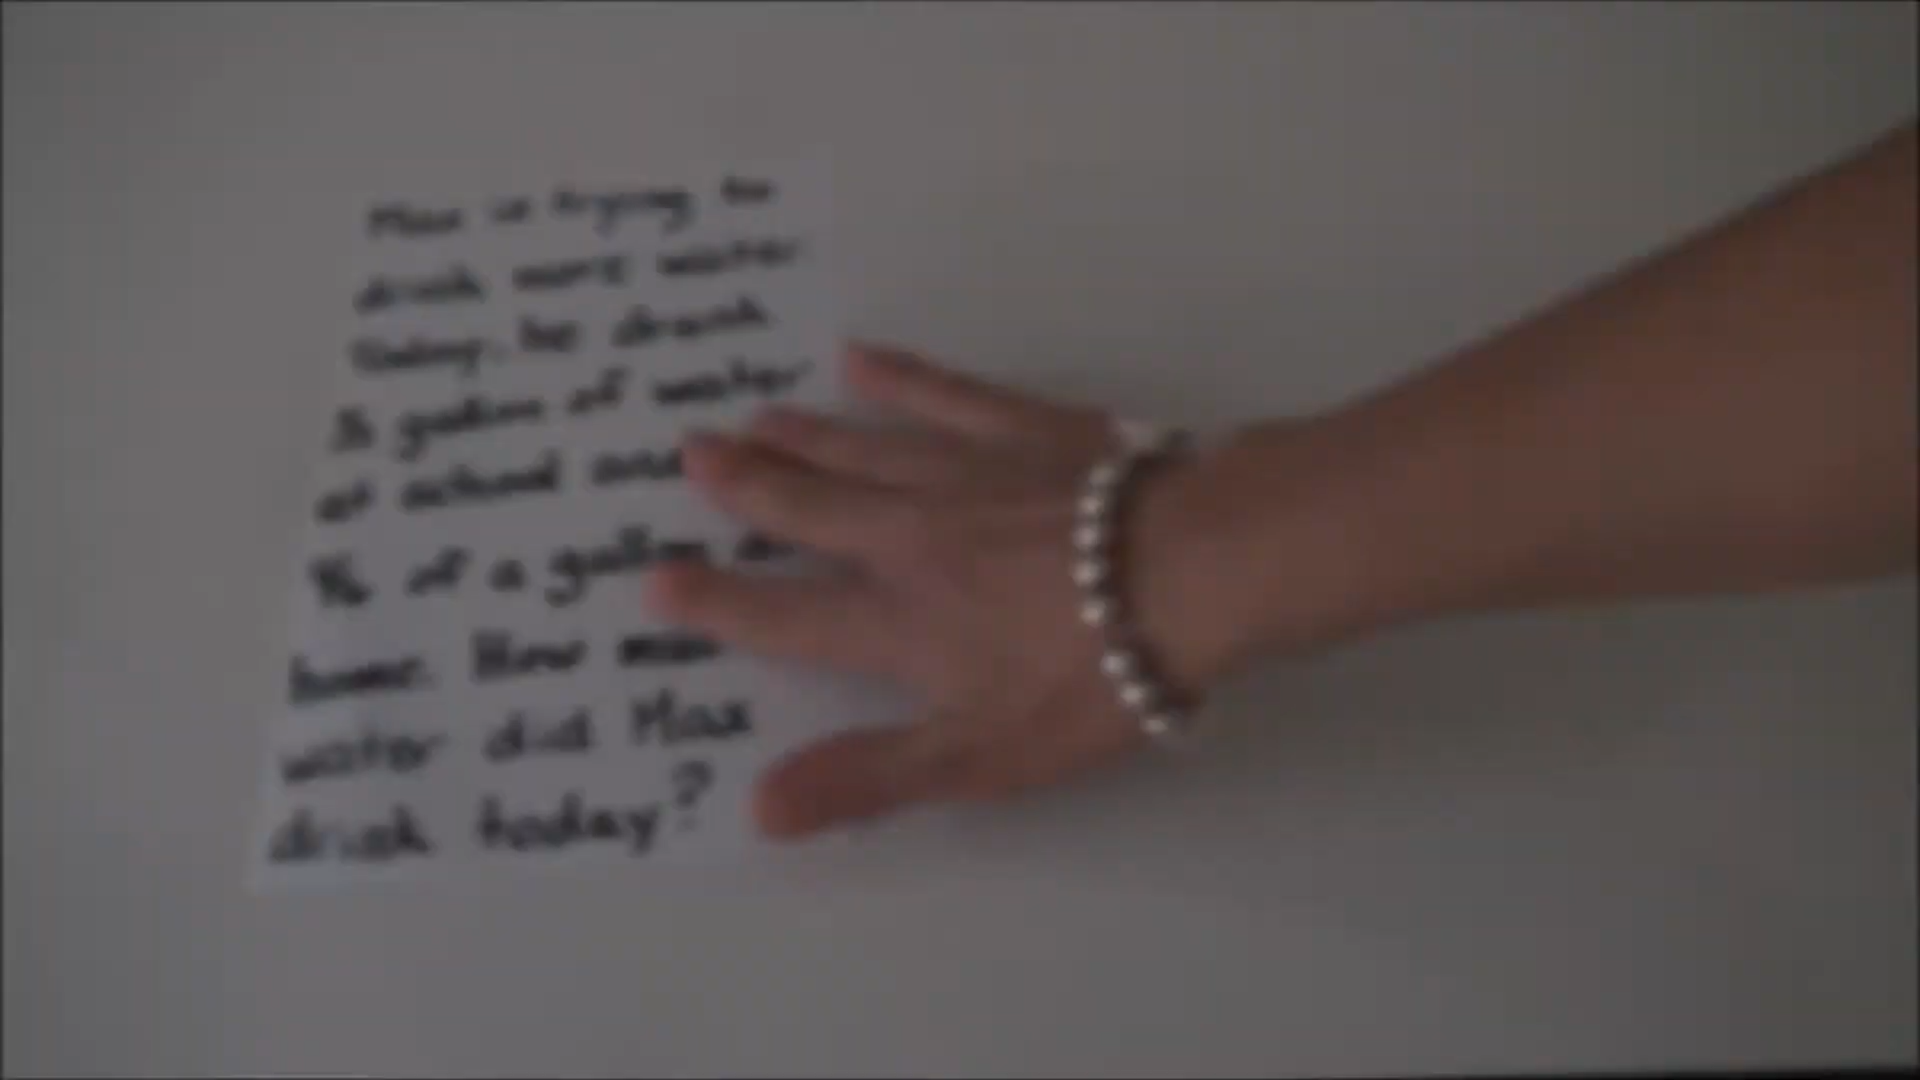 Max is trying to
drink more water.
Today, he drank
gallon of water
at school and
of a gallon
home. How
water did Max
drink today?